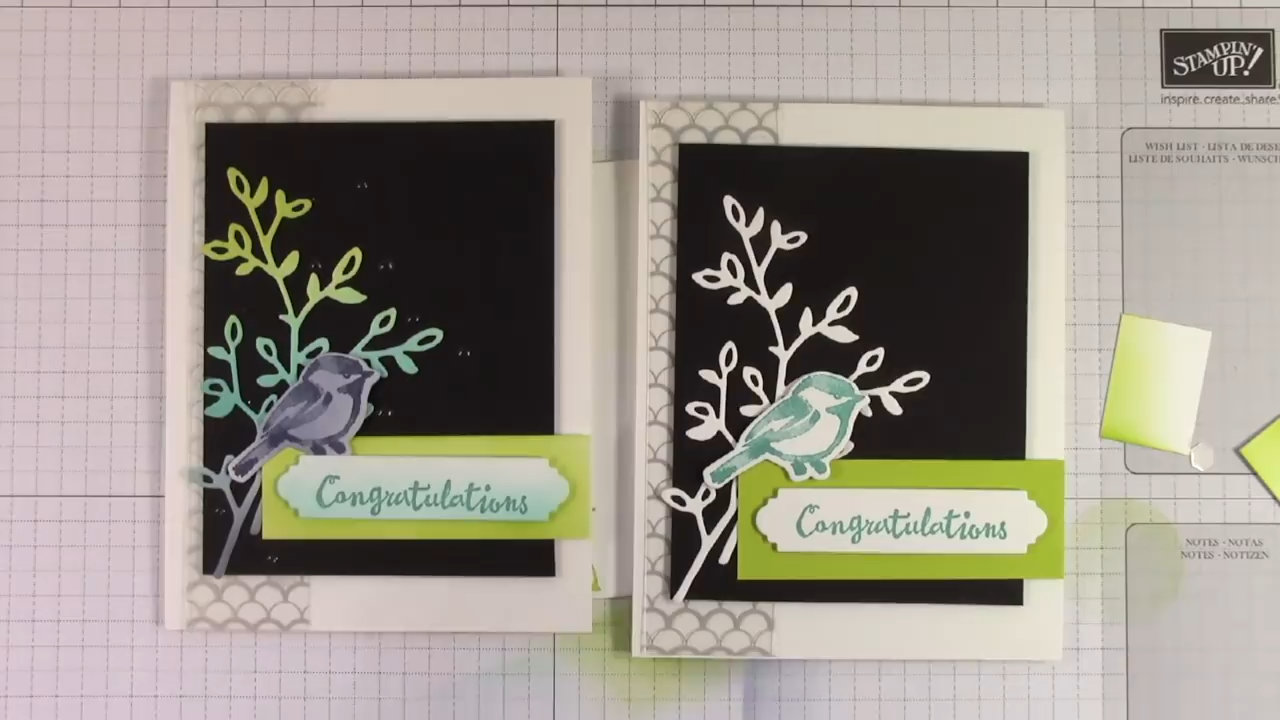 STAMPIN' UP!
inspire.create.share.
WISH LIST - LISTA DE DESE
LISTE DE SOUHAITS - WUNSCH
Congratulations
Congratulations
NOTES - NOTAS
NOTES - NOTIZEN